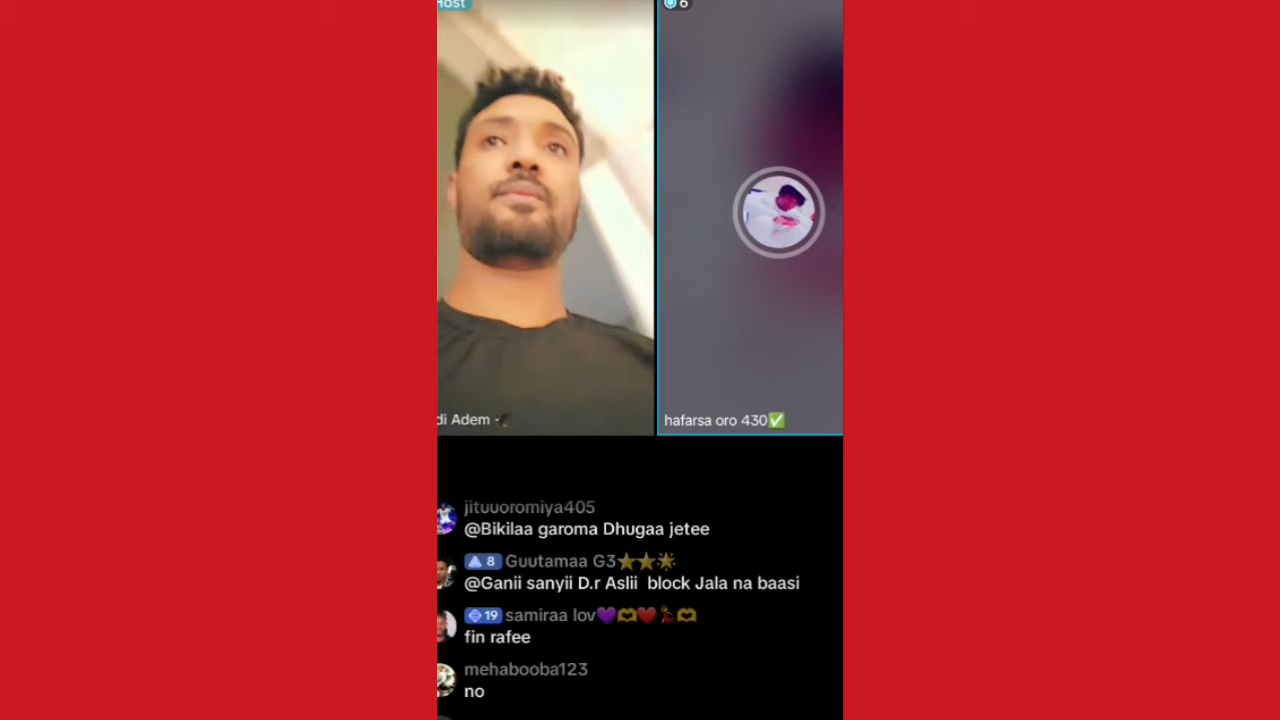 Host
6
di Adem -
hafarsa oro 430✅
jituuoromiya405
@Bikilaa garoma Dhugaa jetee
8 Guutamaa G3⭐⭐🌟
@Ganii sanyii D.r Aslii block Jala na baasi
19 samiraa lov💜🫶❤️💃🫶
fin rafee
mehabooba123
no